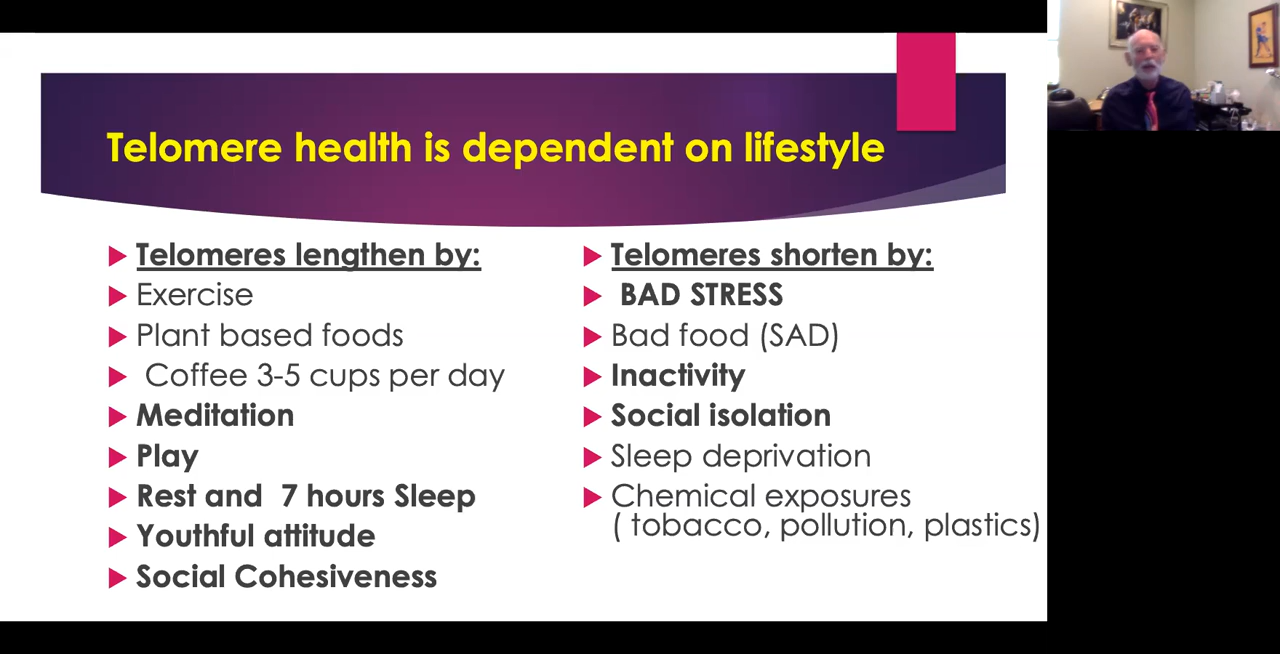 Telomere health is dependent on lifestyle
Telomeres lengthen by:
Exercise
Plant based foods
Coffee 3-5 cups per day
Meditation
Play
Rest and 7 hours Sleep
Youthful attitude
Social Cohesiveness
Telomeres shorten by:
BAD STRESS
Bad food (SAD)
Inactivity
Social isolation
Sleep deprivation
Chemical exposures
( tobacco, pollution, plastics)